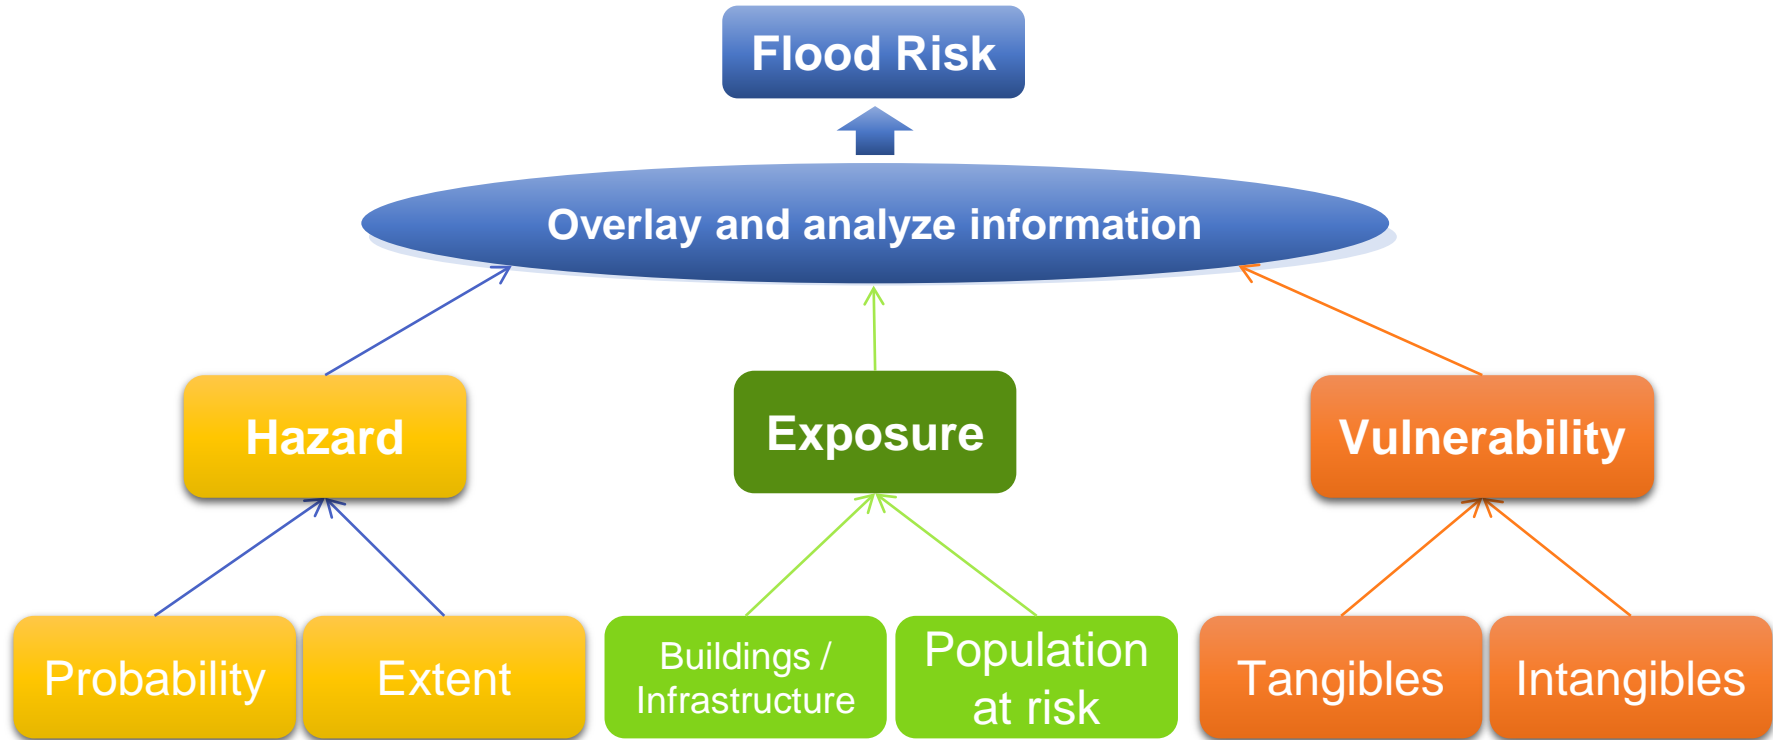 Flood Risk
Overlay and analyze information
Hazard
Exposure
Vulnerability
Probability
Extent
Buildings /
Infrastructure
Population
at risk
Tangibles
Intangibles